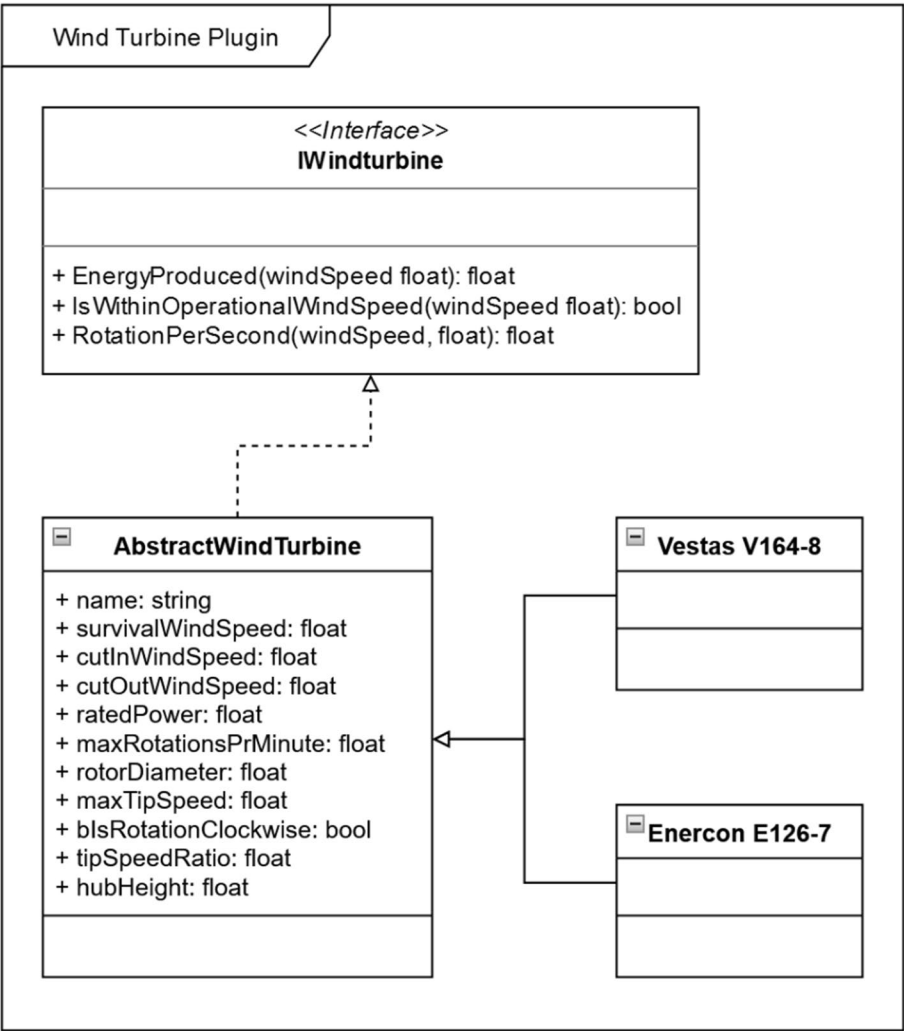 Wind Turbine Plugin
<<Interface>>
IWindturbine
+ EnergyProduced(windSpeed float): float
+ IsWithinOperationalWindSpeed(windSpeed float): bool
+ RotationPerSecond(windSpeed, float): float
AbstractWindTurbine
+ name: string
+ survivalWindSpeed: float
+ cutInWindSpeed: float
+ cutOutWindSpeed: float
+ ratedPower: float
+ maxRotationsPrMinute: float
+ rotorDiameter: float
+ maxTipSpeed: float
+ bIsRotationClockwise: bool
+ tipSpeedRatio: float
+ hubHeight: float
Vestas V164-8
Enercon E126-7